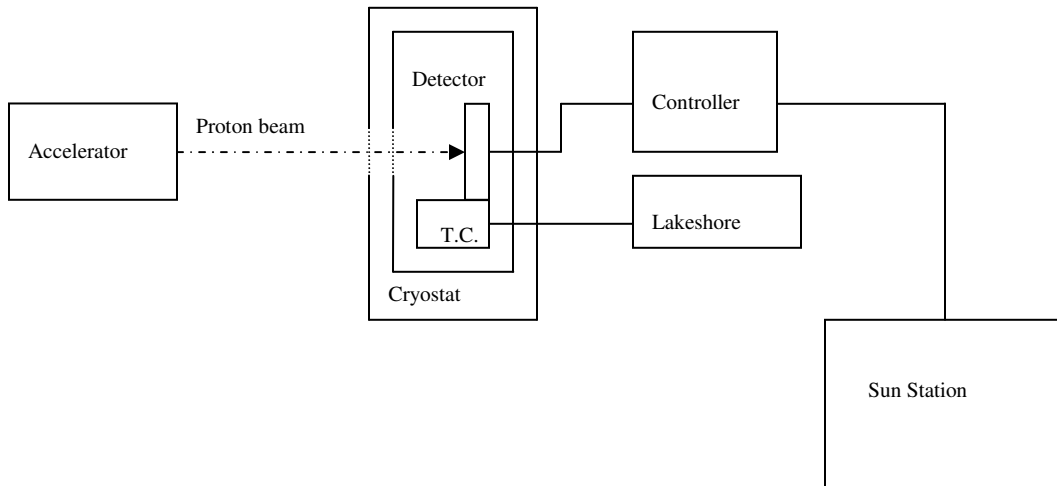 Detector
Controller
Proton beam
Accelerator
Lakeshore
T.C.
Cryostat
Sun Station